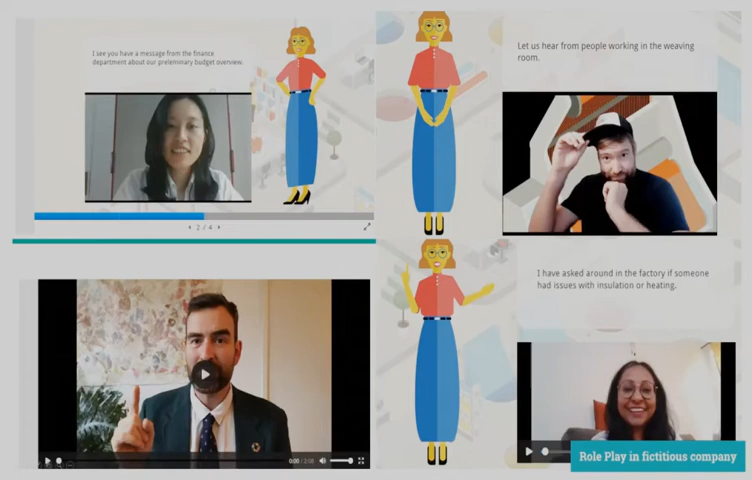 I see you have a message from the finance
department about our preleminary budget overview.
2 / 4
Let us hear from people working in the weaving
room.
I have asked around in the factory if someone
had issues with insulation or heating.
0:00 / 2:08
Role Play in fictitious company